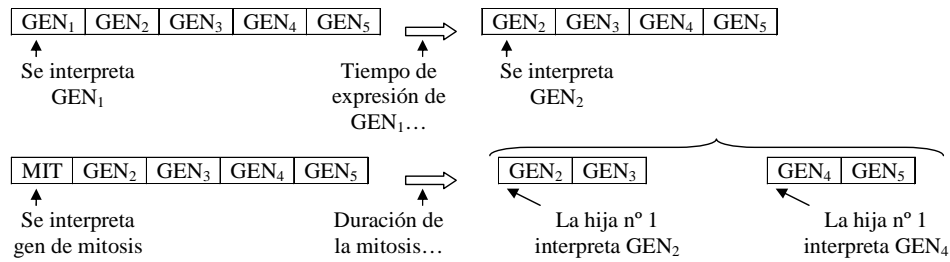 GEN₁ GEN₂ GEN₃ GEN₄ GEN₅
GEN₂ GEN₃ GEN₄ GEN₅
Se interpreta
GEN₁
Tiempo de
expresión de
GEN₁…
Se interpreta
GEN₂
MIT GEN₂ GEN₃ GEN₄ GEN₅
GEN₂ GEN₃
GEN₄ GEN₅
Se interpreta
gen de mitosis
Duración de
la mitosis…
La hija nº 1
interpreta GEN₂
La hija nº 1
interpreta GEN₄